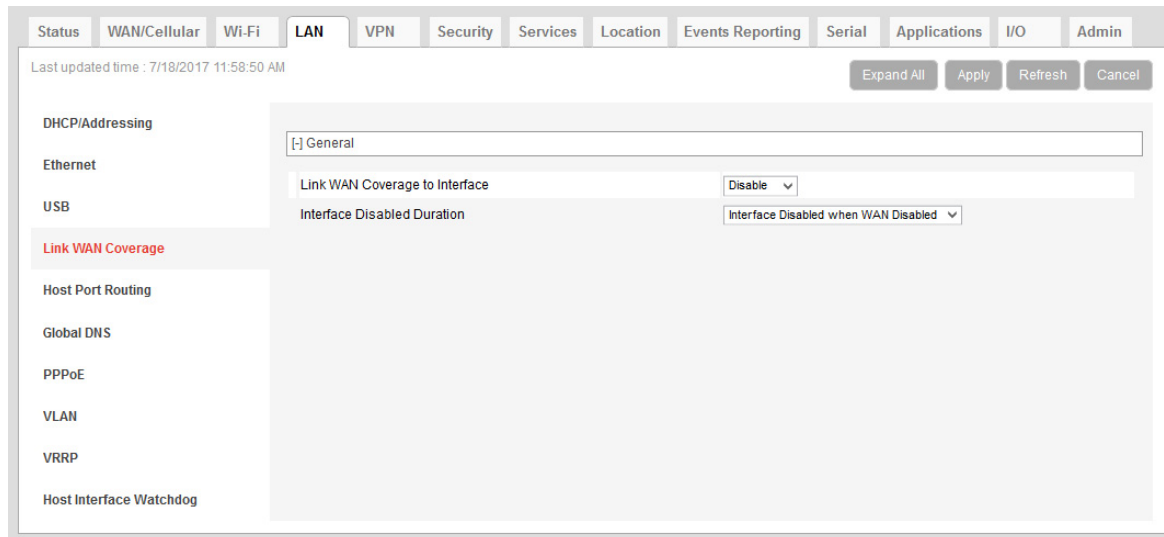 Status WAN/Cellular Wi-Fi LAN VPN Security Services Location Events Reporting Serial Applications I/O Admin
Last updated time : 7/18/2017 11:58:50 AM
Expand All Apply Refresh Cancel
DHCP/Addressing
Ethernet
USB
Link WAN Coverage
Host Port Routing
Global DNS
PPPoE
VLAN
VRRP
Host Interface Watchdog
[-] General
Link WAN Coverage to Interface Disable
Interface Disabled Duration Interface Disabled when WAN Disabled